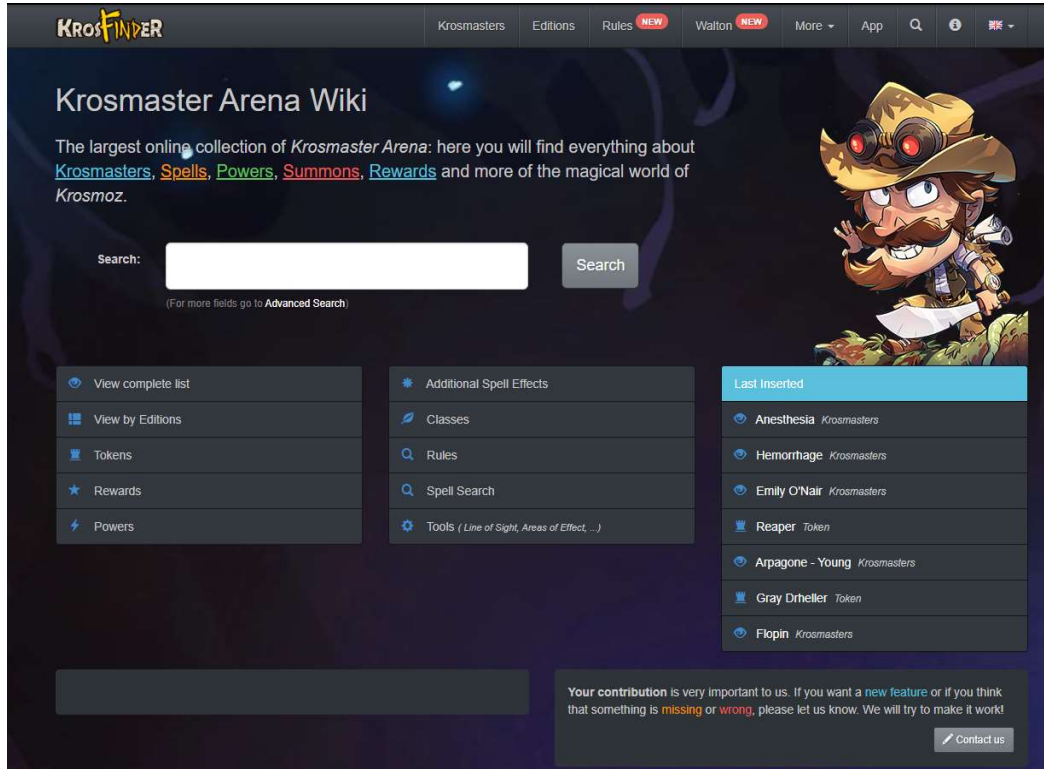 KROSFINDER
Krosmasters Editions Rules NEW Walton NEW More App
Krosmaster Arena Wiki
The largest online collection of Krosmaster Arena: here you will find everything about
Krosmasters, Spells, Powers, Summons, Rewards and more of the magical world of
Krosmoz.
Search:
Search
(For more fields go to Advanced Search)
View complete list
View by Editions
Tokens
Rewards
Powers
Additional Spell Effects
Classes
Rules
Spell Search
Tools ( Line of Sight, Areas of Effect, ...)
Last Inserted
Anesthesia Krosmasters
Hemorrhage Krosmasters
Emily O'Nair Krosmasters
Reaper Token
Arpagone - Young Krosmasters
Gray Drheller Token
Flopin Krosmasters
Your contribution is very important to us. If you want a new feature or if you think
that something is missing or wrong, please let us know. We will try to make it work!
Contact us